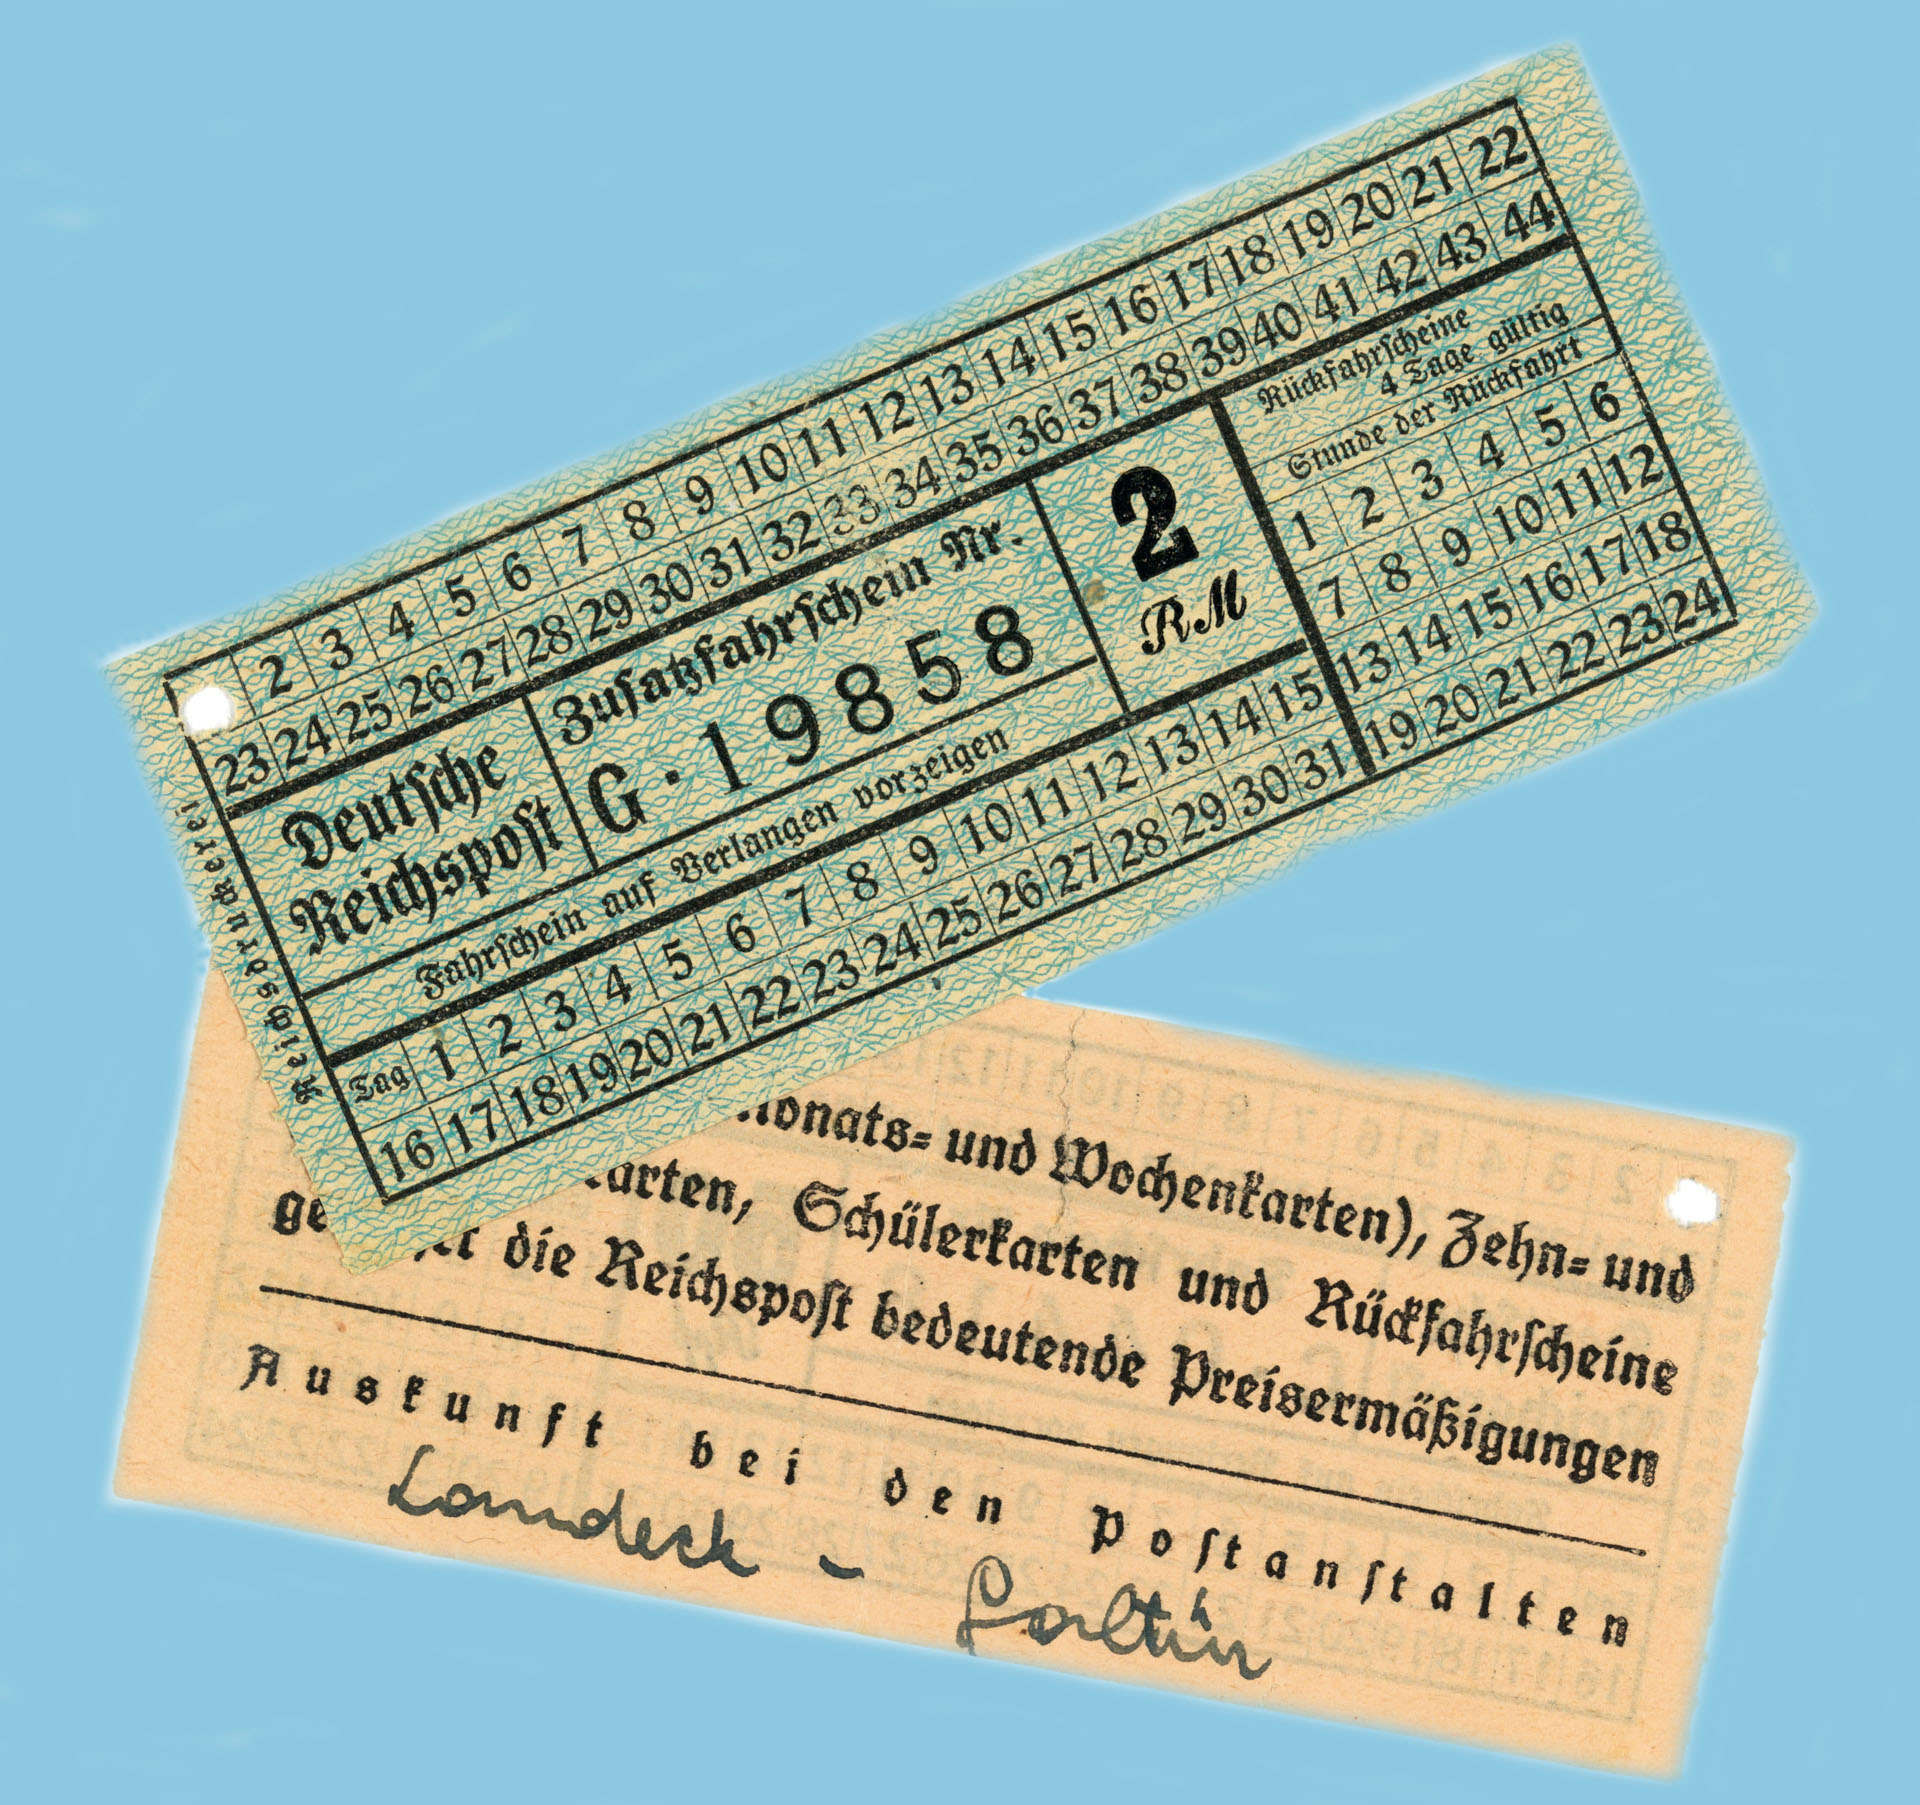 2 3 4 5 6 7 8 9 10 11 12 13 14 15 16 17 18 19 20 21 22
23 24 25 26 27 28 29 30 31 32 33 34 35 36 37 38 39 40 41 42 43 44
Deutsche
Reichspost
Zusatzfahrschein Nr.
G · 19858
2
RM
Fahrschein auf Verlangen vorzeigen
Rückfahrscheine
4 Tage gültig
Stunde der Rückfahrt
1 2 3 4 5 6
7 8 9 10 11 12
13 14 15 16 17 18
19 20 21 22 23 24
Tag 1 2 3 4 5 6 7 8 9 10 11 12 13 14 15
16 17 18 19 20 21 22 23 24 25 26 27 28 29 30 31
Reichsdruckerei
onats- und Wochenkarten), Zehn- und
arten, Schülerkarten und Rückfahrscheine
ge die Reichspost bedeutende Preisermäßigungen
Auskunft bei den Postanstalten
Landeck - Galtür